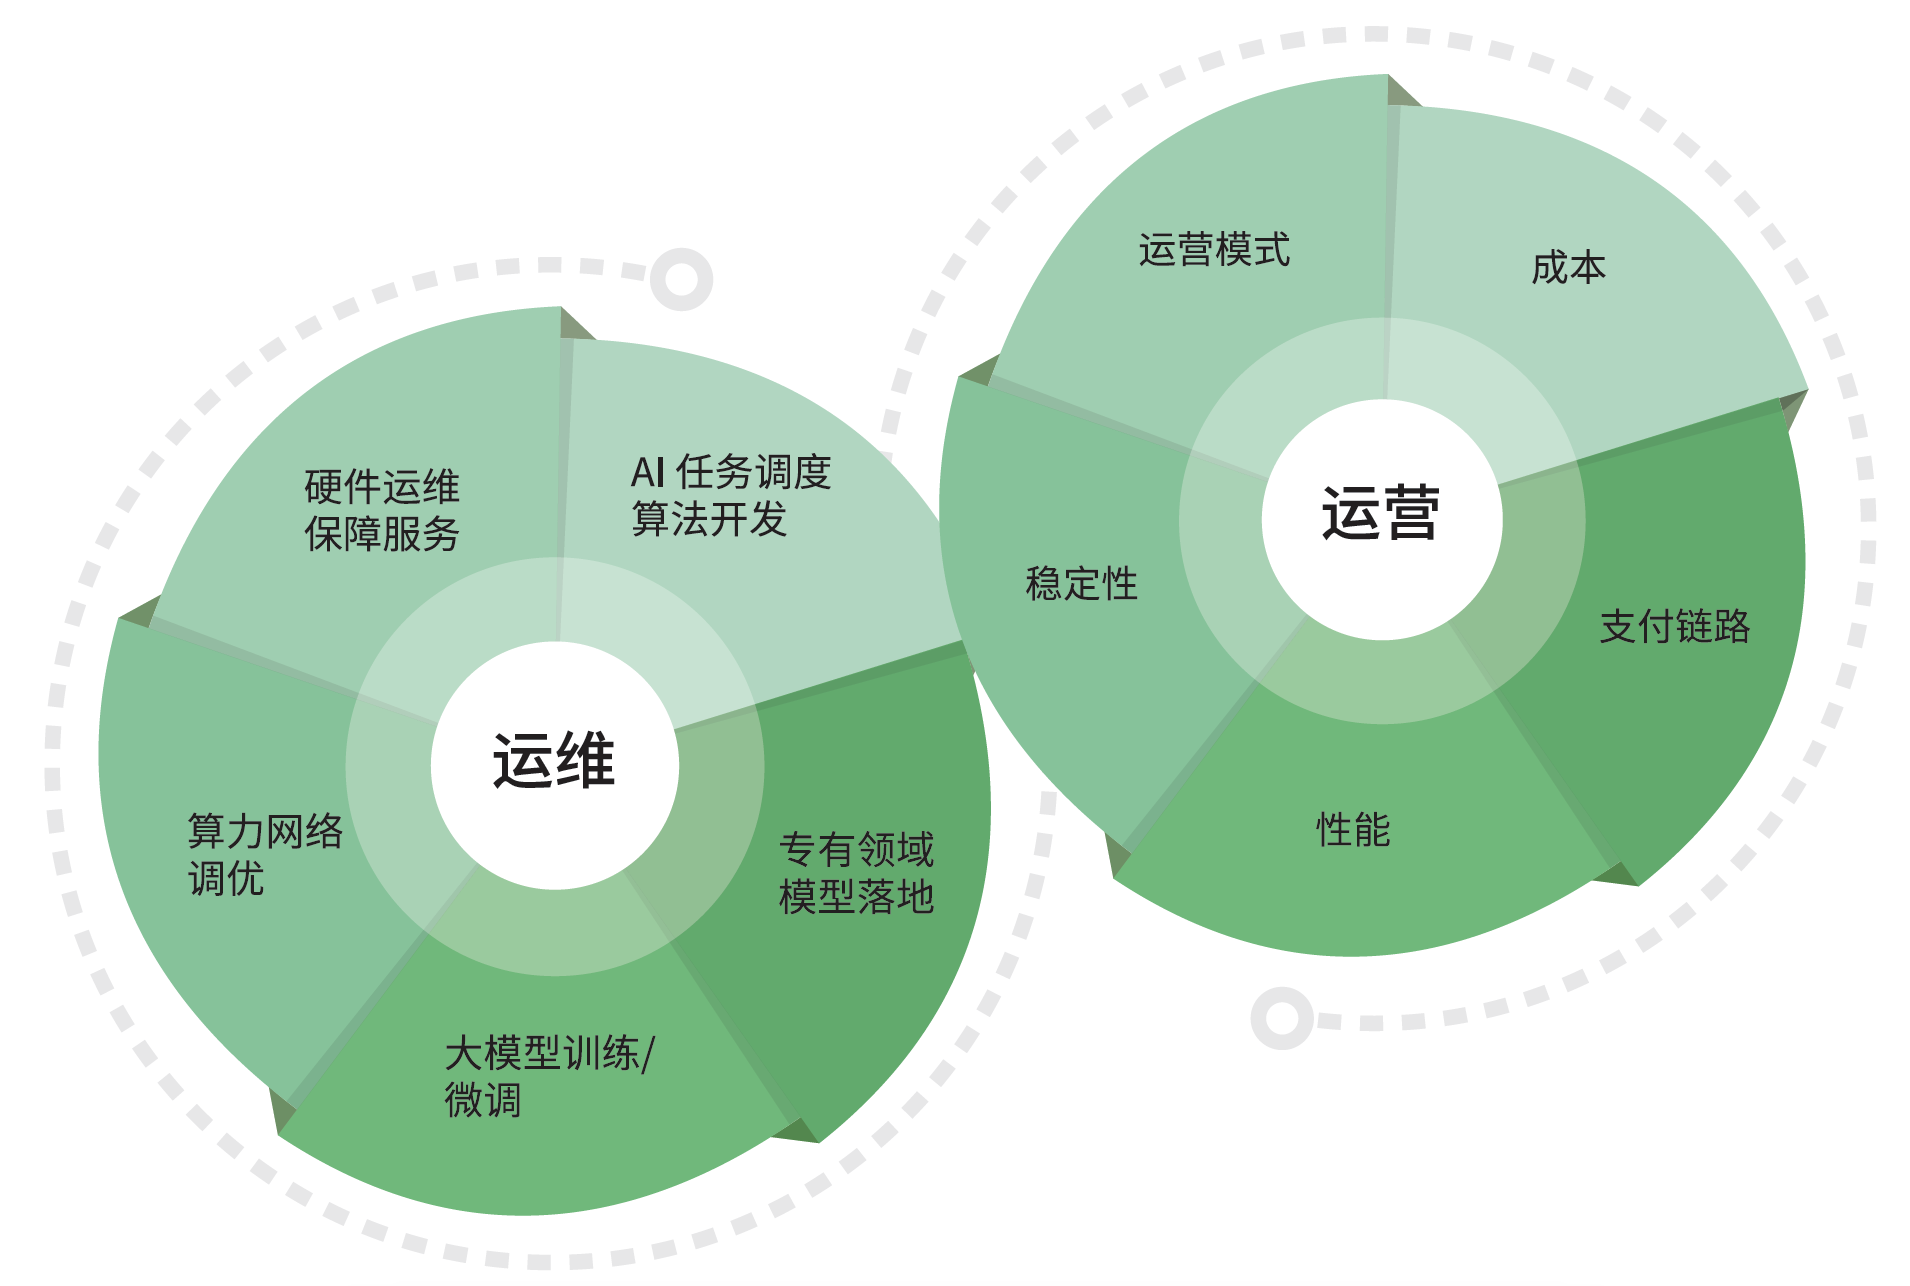 硬件运维
保障服务
AI 任务调度
算法开发
运维
算力网络
调优
专有领域
模型落地
大模型训练/
微调
运营模式
成本
运营
稳定性
支付链路
性能